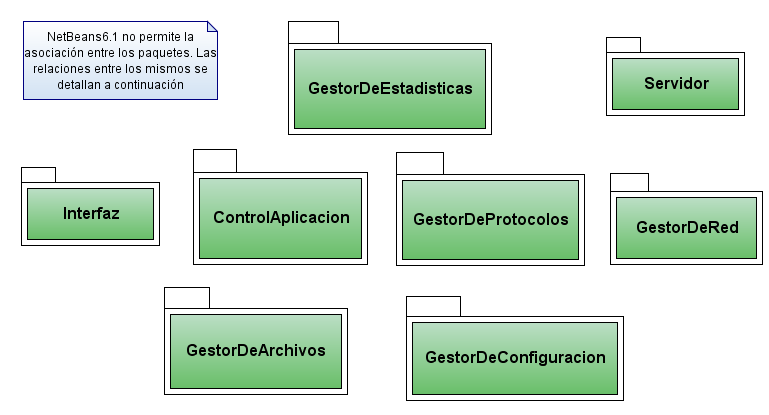 NetBeans6.1 no permite la
asociación entre los paquetes. Las
relaciones entre los mismos se
detallan a continuación
GestorDeEstadisticas
Servidor
Interfaz
ControlAplicacion
GestorDeProtocolos
GestorDeRed
GestorDeArchivos
GestorDeConfiguracion